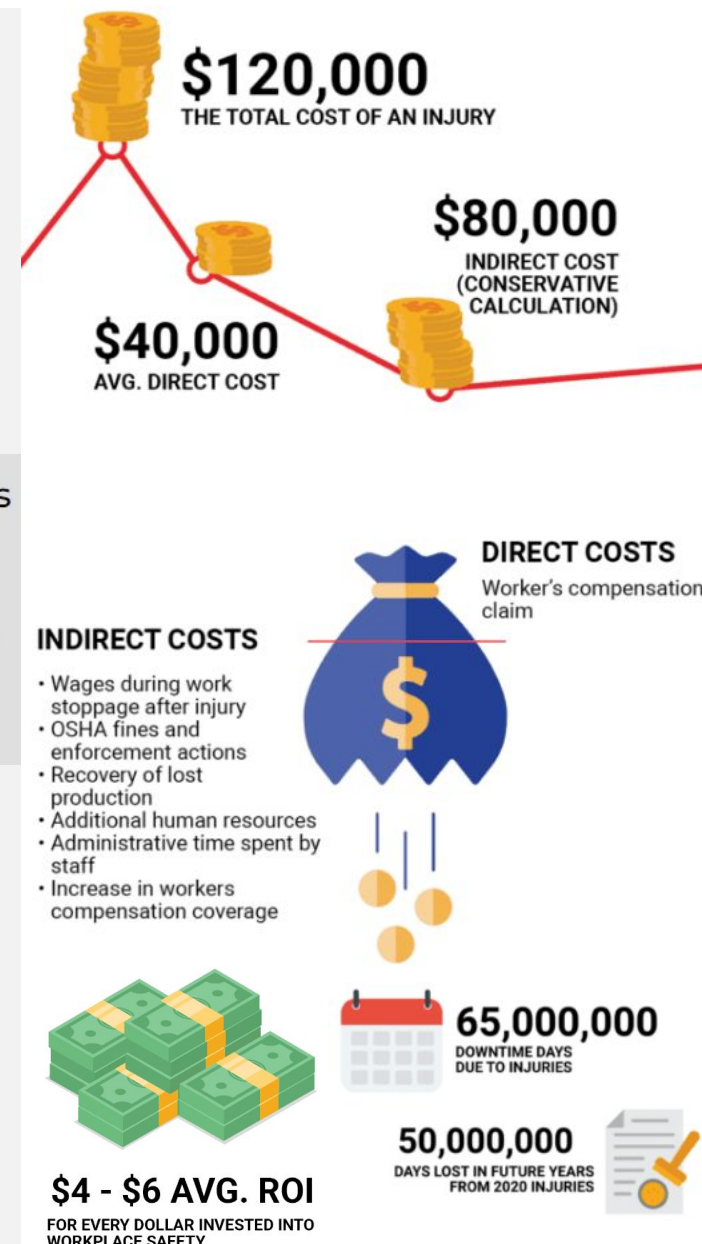 $120,000
THE TOTAL COST OF AN INJURY
$80,000
INDIRECT COST
(CONSERVATIVE
CALCULATION)
$40,000
AVG. DIRECT COST
s
DIRECT COSTS
Worker's compensation
claim
INDIRECT COSTS
• Wages during work
stoppage after injury
• OSHA fines and
enforcement actions
• Recovery of lost
production
• Additional human resources
• Administrative time spent by
staff
• Increase in workers
compensation coverage
$
65,000,000
DOWNTIME DAYS
DUE TO INJURIES
50,000,000
DAYS LOST IN FUTURE YEARS
FROM 2020 INJURIES
$4 - $6 AVG. ROI
FOR EVERY DOLLAR INVESTED INTO
WORKPLACE SAFETY